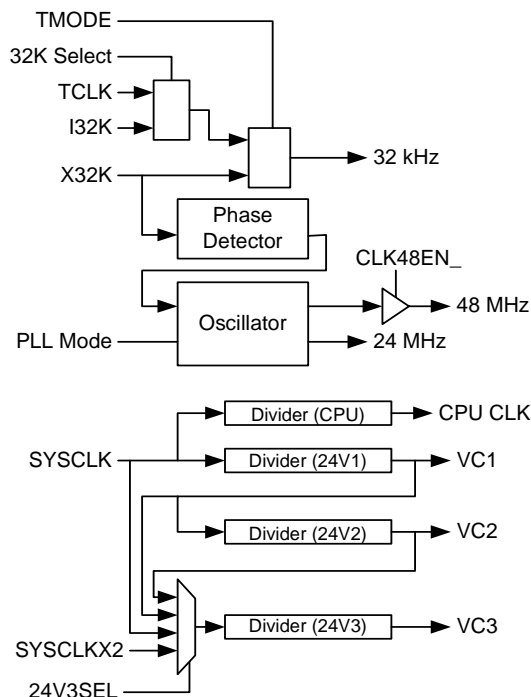 TMODE
32K Select
TCLK
I32K
32 kHz
X32K
Phase
Detector
CLK48EN_
48 MHz
Oscillator
PLL Mode
24 MHz
Divider (CPU)
CPU CLK
SYSCLK
Divider (24V1)
VC1
Divider (24V2)
VC2
Divider (24V3)
VC3
SYSCLKX2
24V3SEL